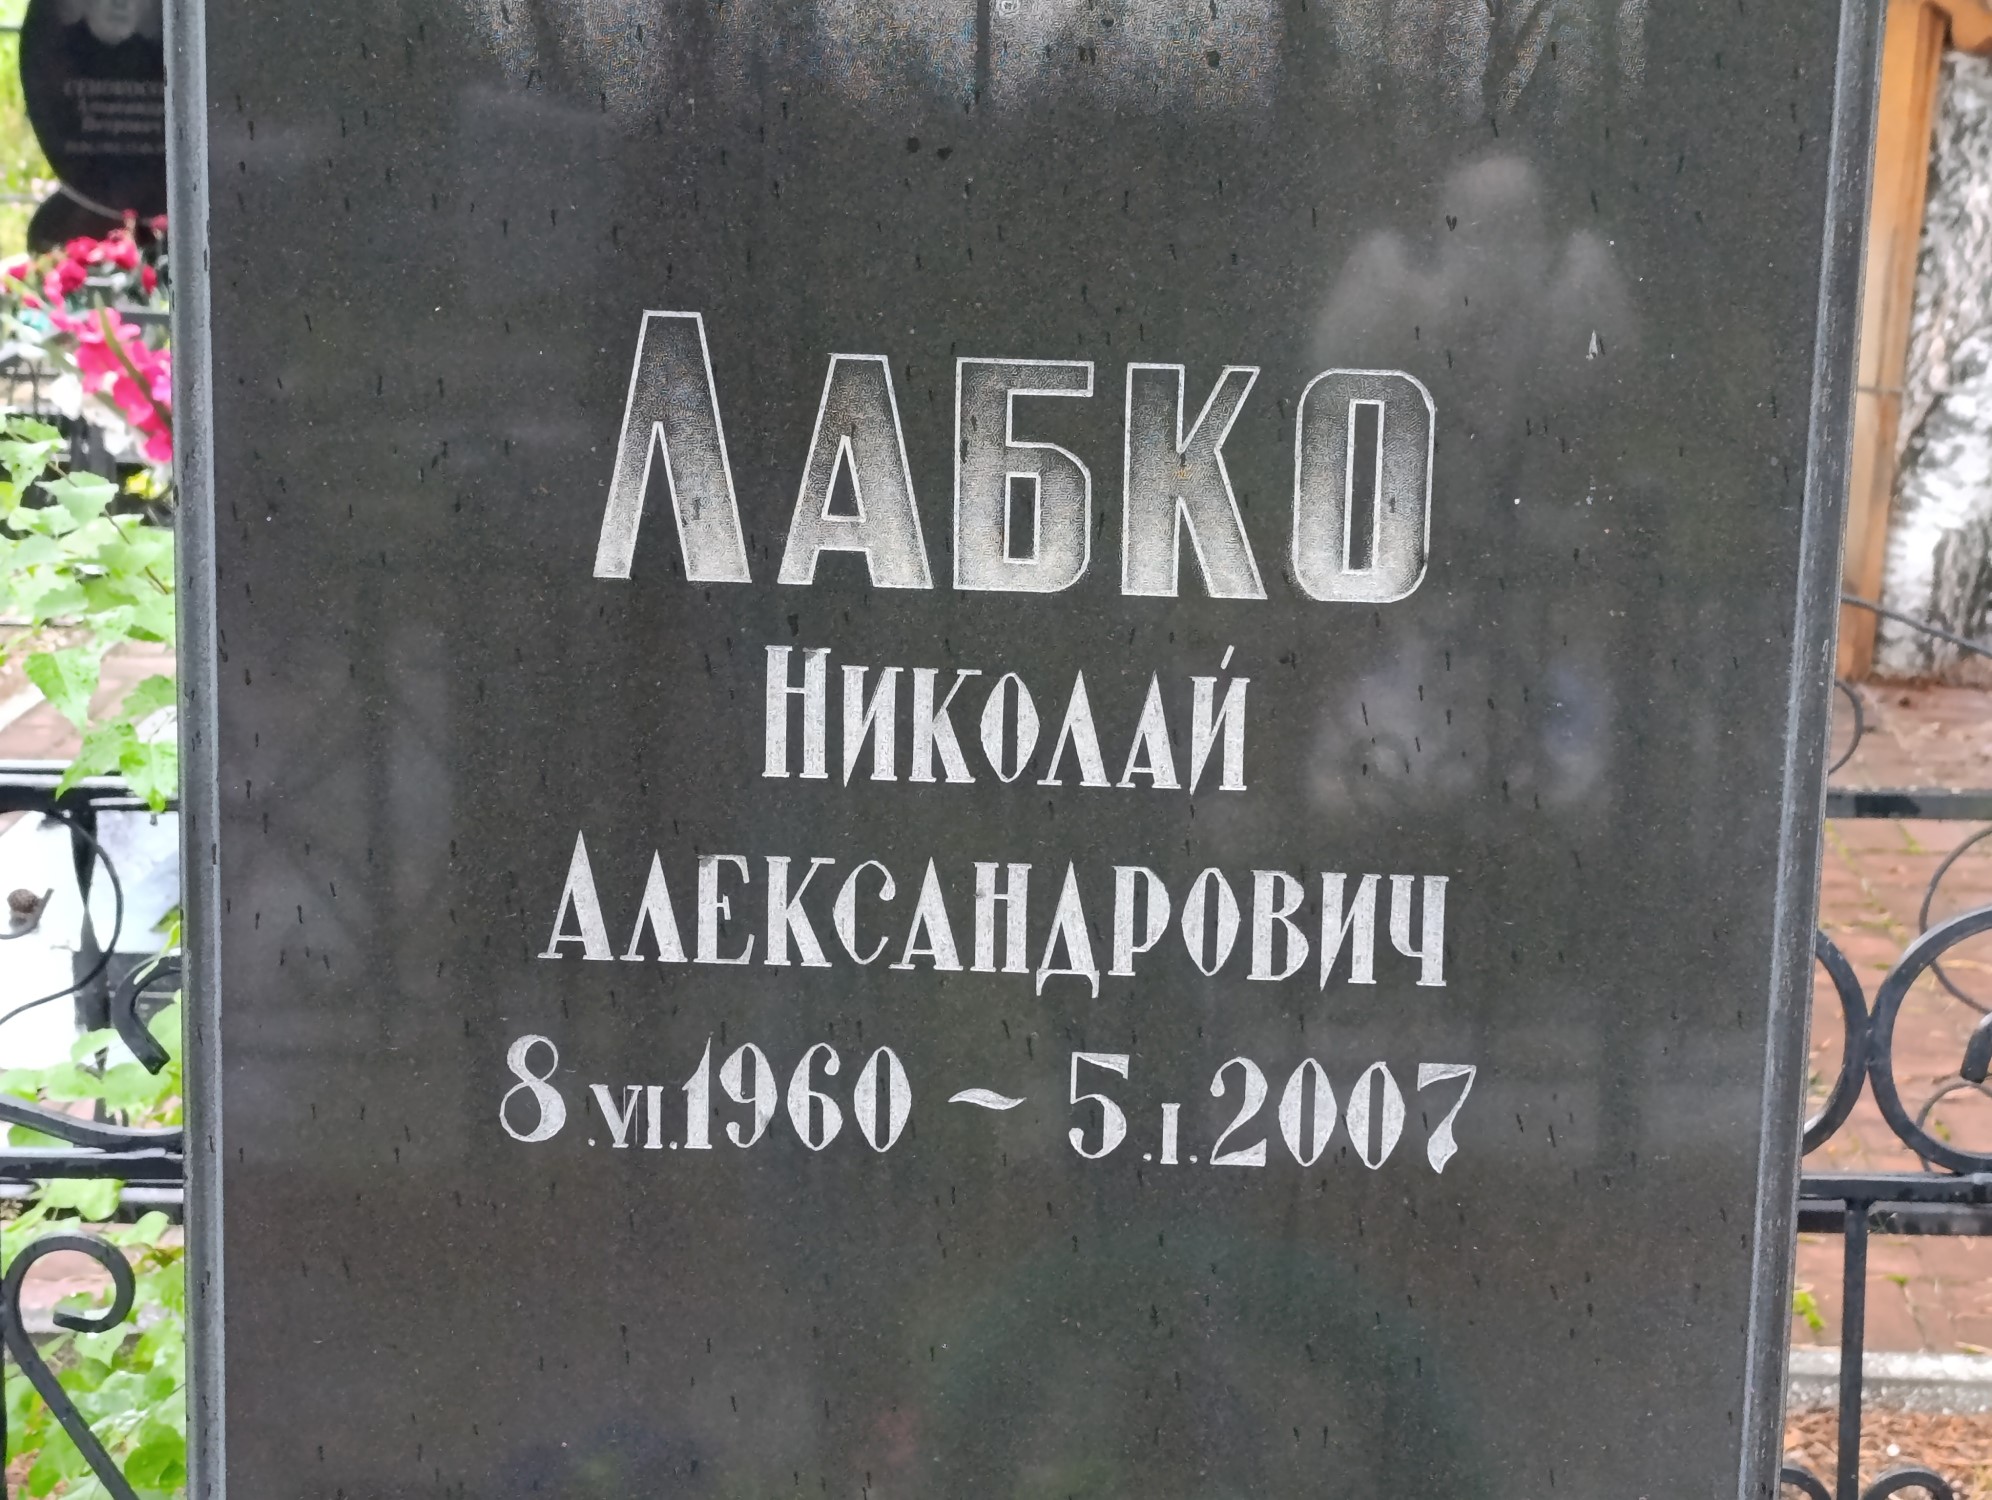 ЛАБКО
НИКОЛАЙ
АЛЕКСАНДРОВИЧ
8.VI.1960 ~ 5.I.2007